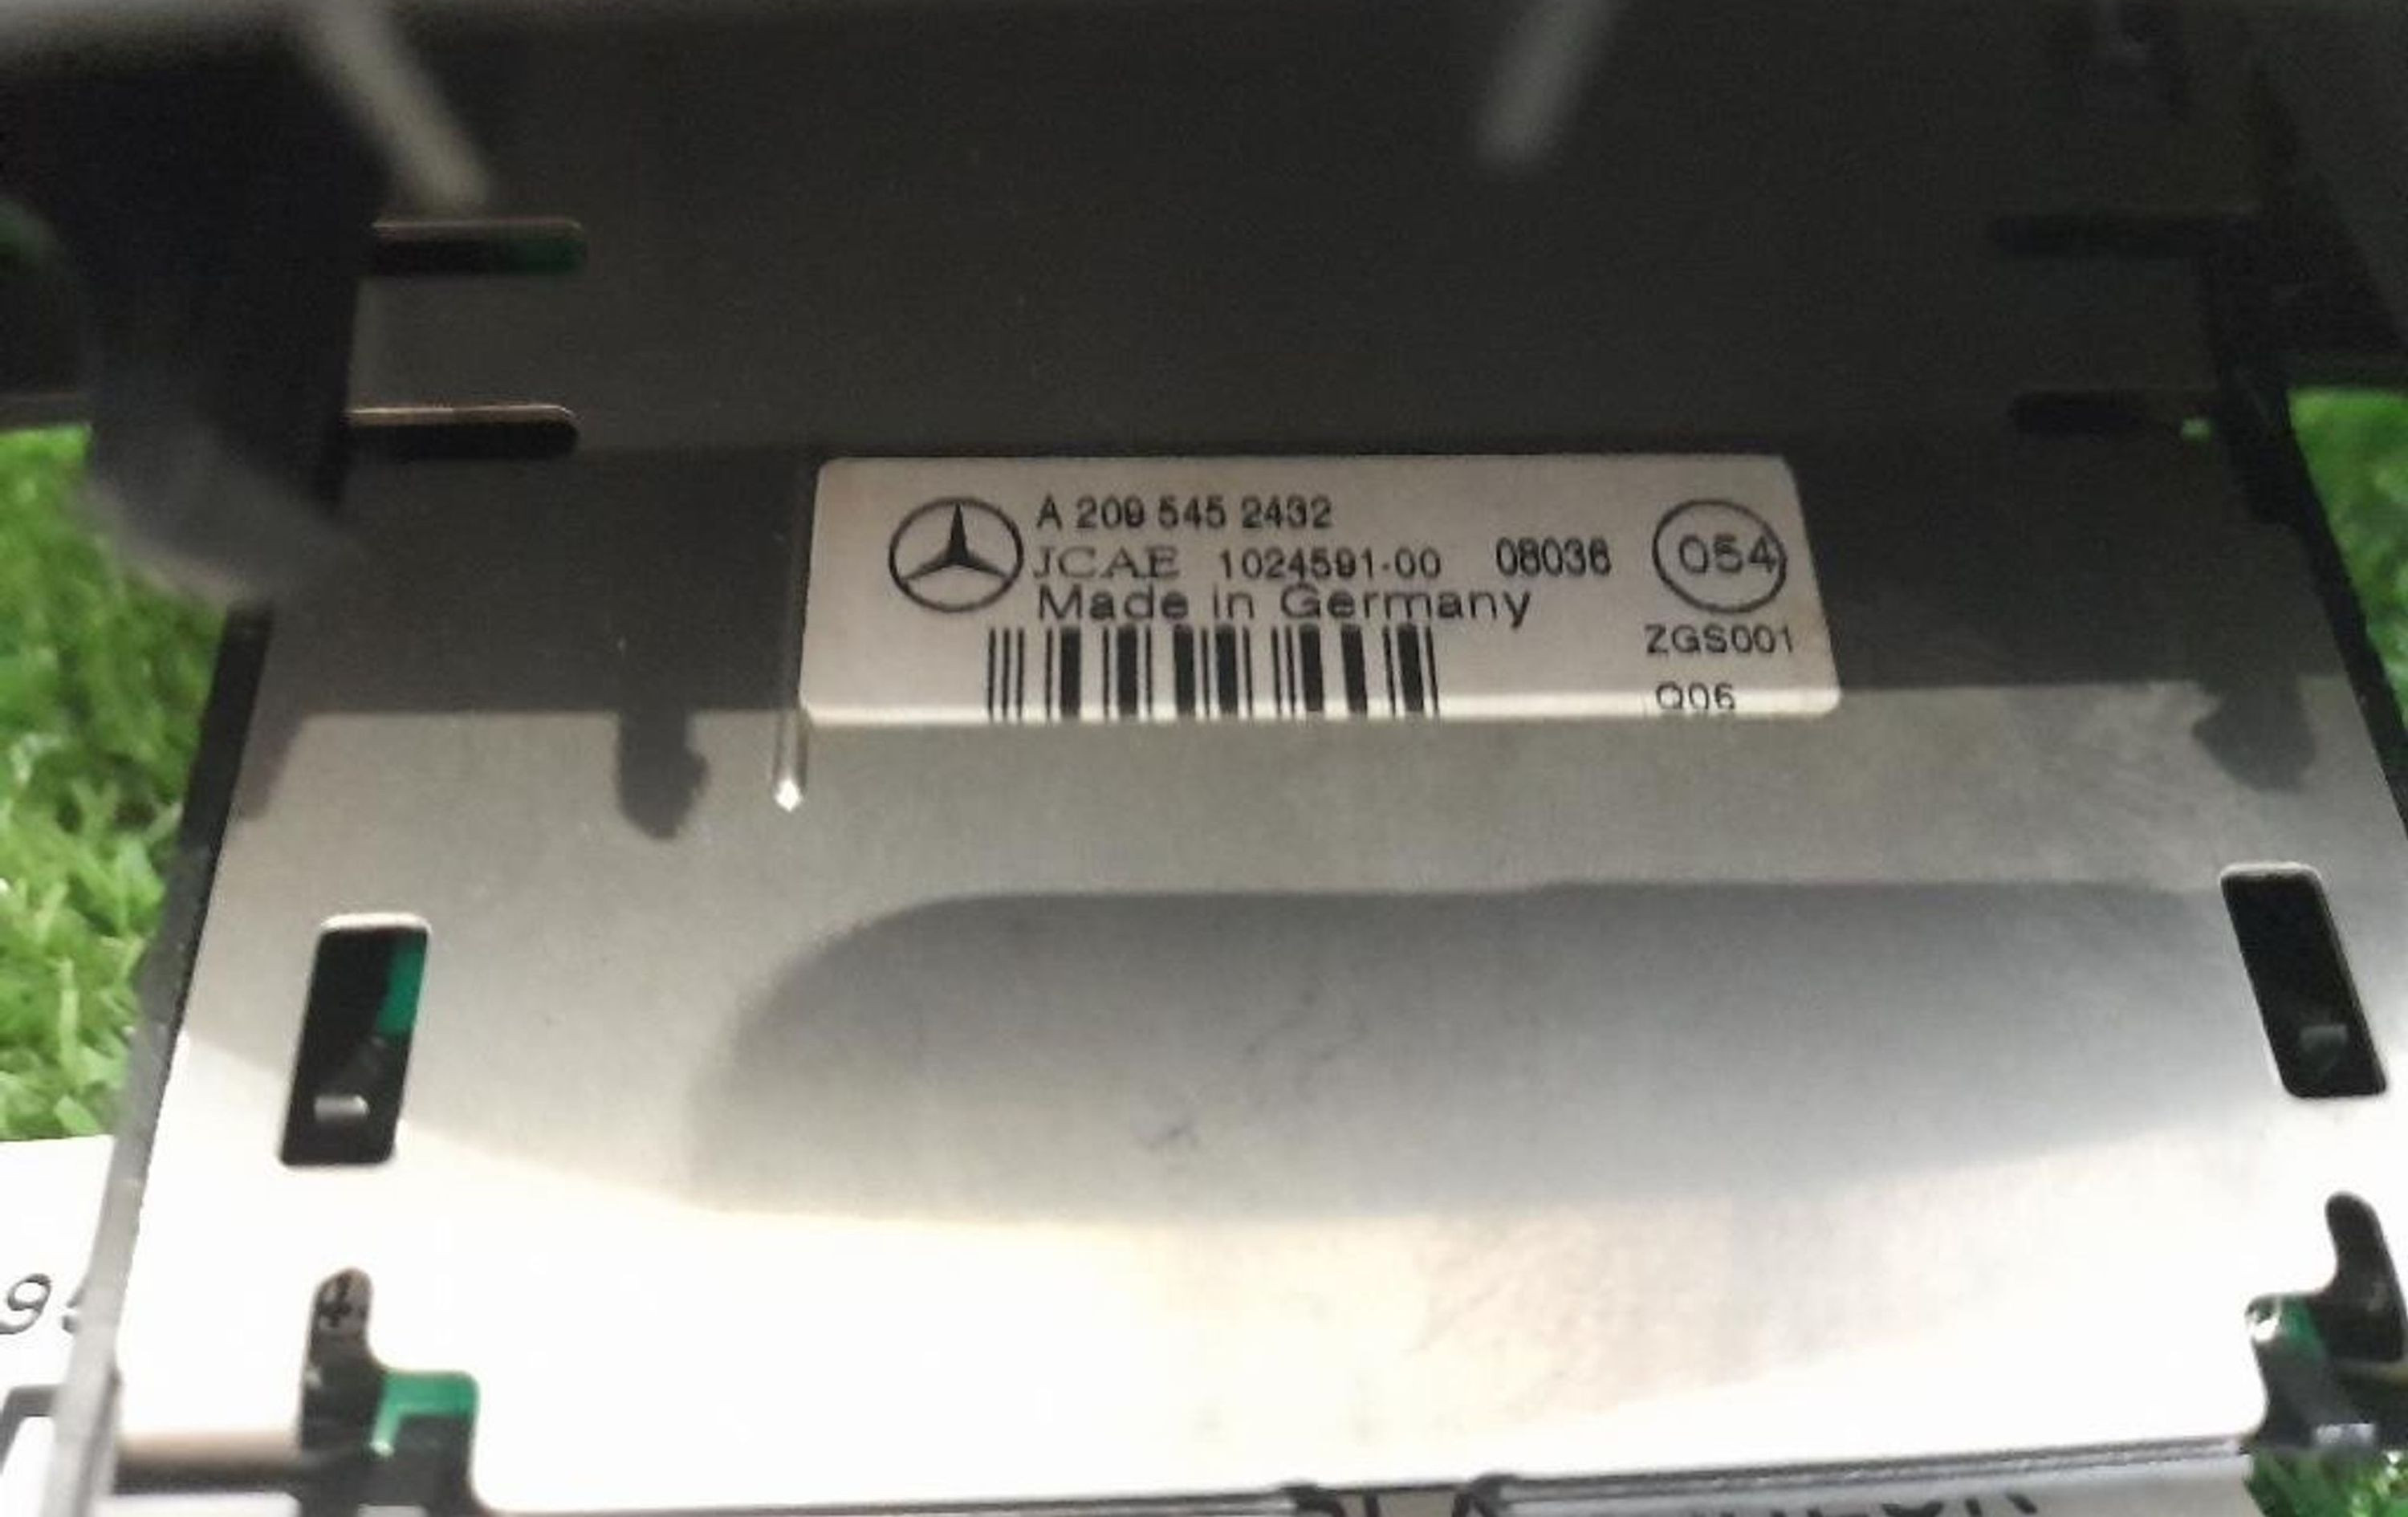 A 209 545 2432
JCAE 1024591-00 08036 054
Made in Germany
ZGS001
Q06